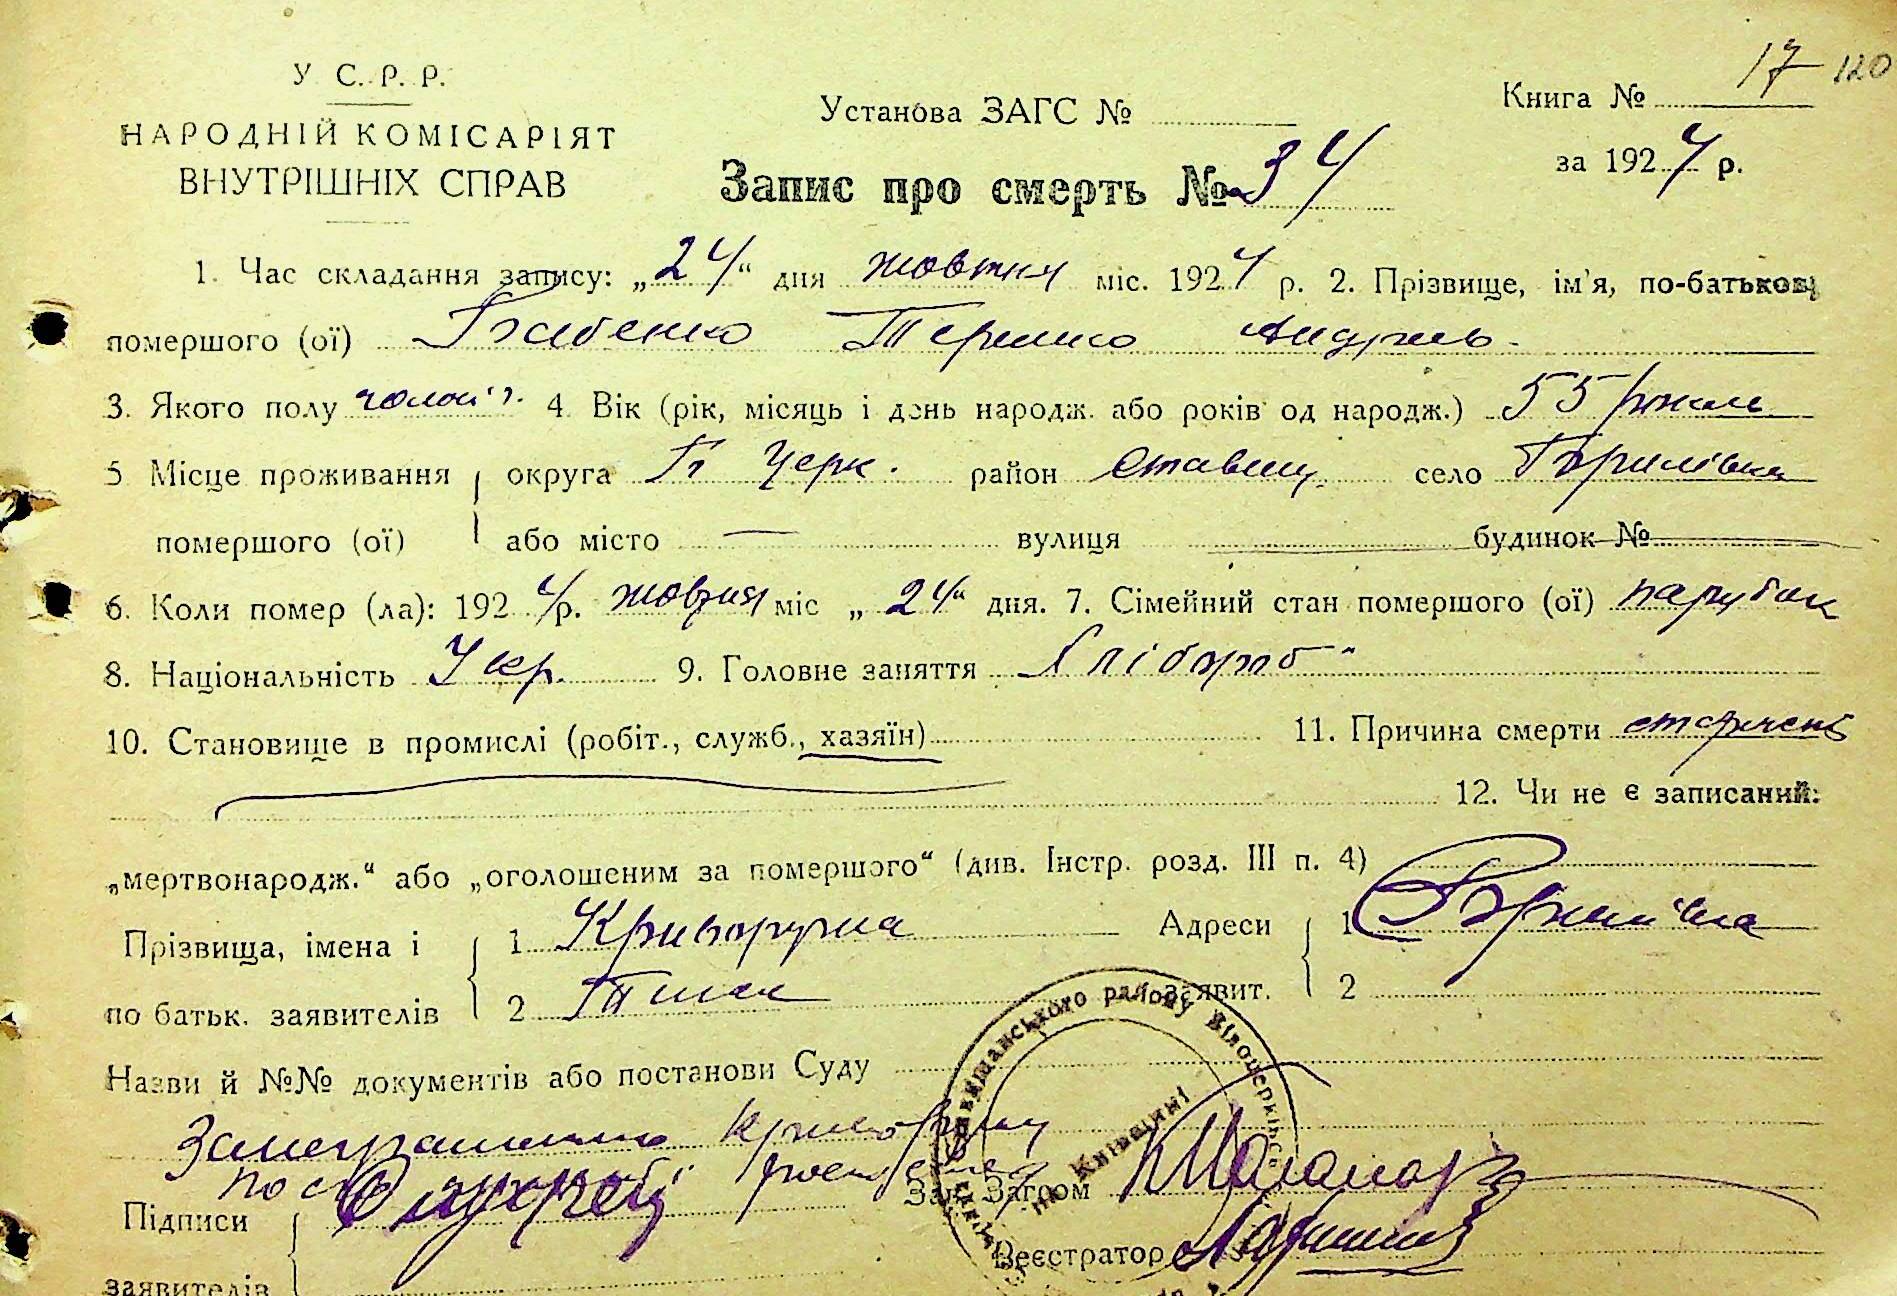 У С. Р. Р.
НАРОДНІЙ КОМІСАРІЯТ
ВНУТРІШНІХ СПРАВ
Установа ЗАГС №
Книга № 17 120
за 1924 р.
Запис про смерть № 34
1. Час складання запису: „24“ дня жовтня міс. 1924 р. 2. Прізвище, ім'я, по-батькові
помершого (ої) Бабенко Терешко
3. Якого полу чолов. 4 Вік (рік, місяць і день народж. або років од народж.) 55 років
5 Місце проживання округа Б Церк. район Ставищ. село
помершого (ої) або місто — вулиця будинок №
6. Коли помер (ла): 1924 р. жовтня міс „24“ дня. 7. Сімейний стан помершого (ої) парубок
8. Національність Укр. 9. Головне заняття Хлібороб
10. Становище в промислі (робіт., служб., хазяїн) 11. Причина смерти
12. Чи не є записаний:
„мертвонародж.“ або „оголошеним за помершого“ (див. Інстр. розд. III п. 4)
Прізвища, імена і 1 Криворучка Адреси 1
по батьк. заявителів 2 заявит. 2
Назви й №№ документів або постанови Суду
Підписи Зав. Загсом
заявителів Реєстратор
району Білоцерківс
на Київщині